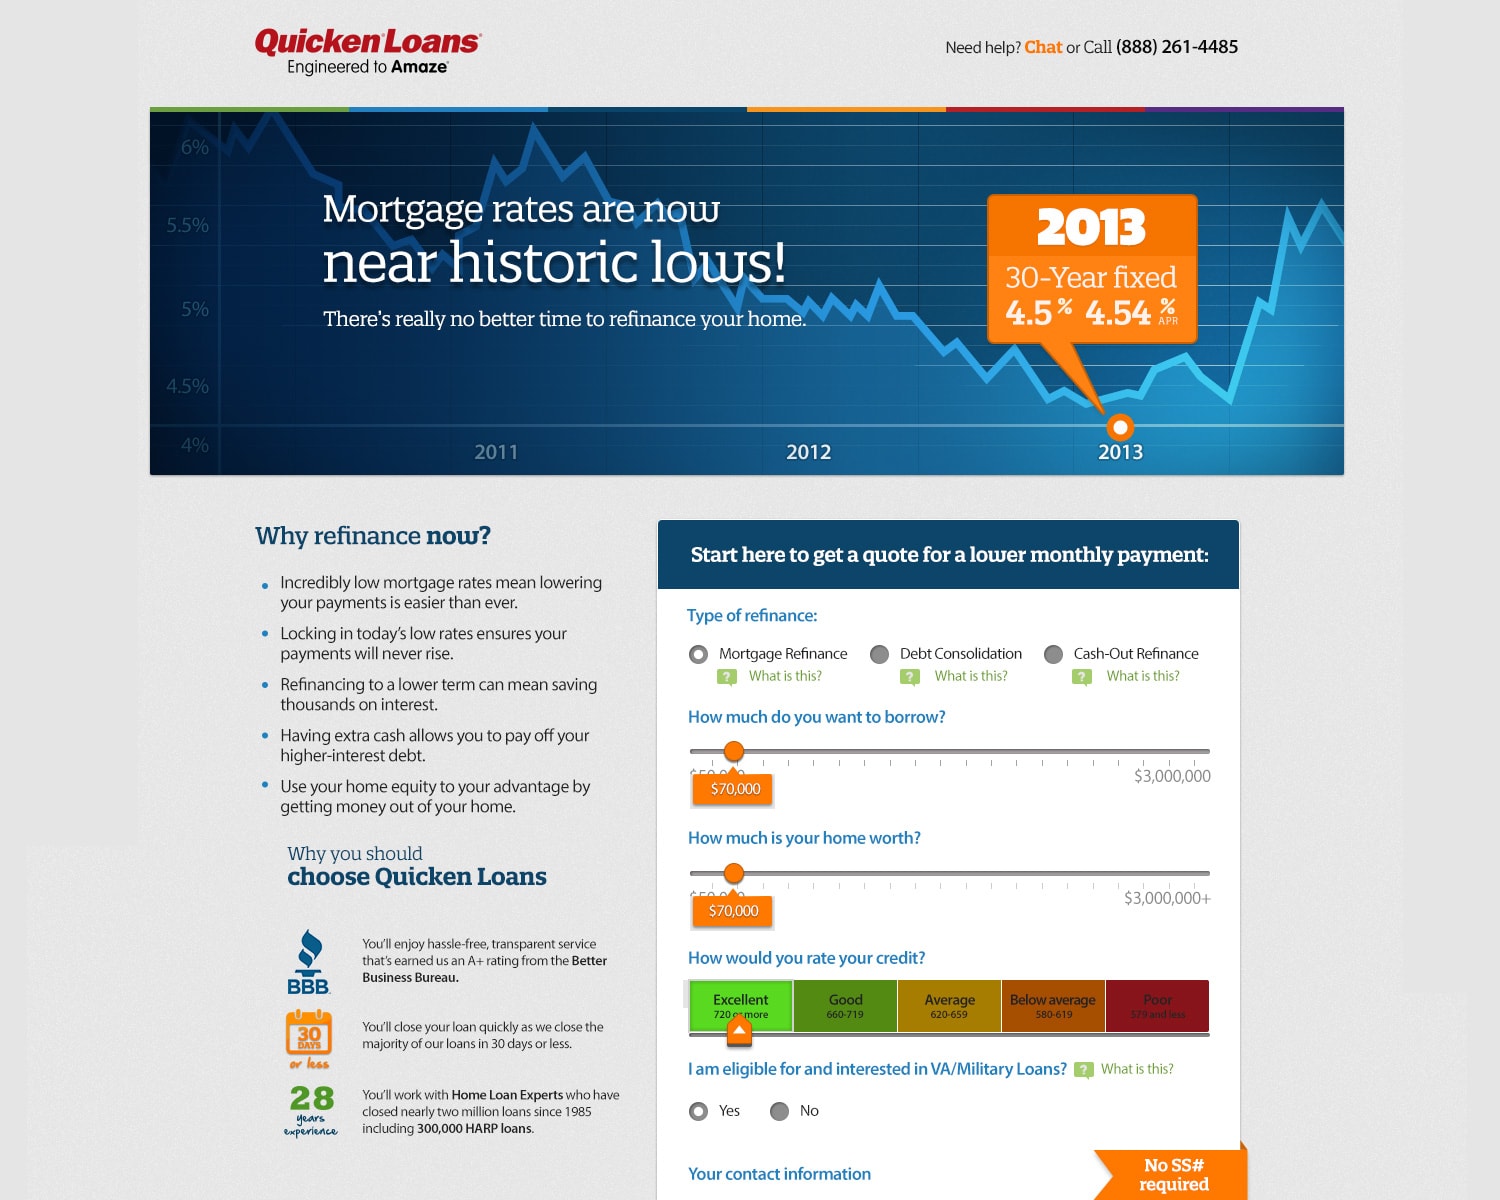 Quicken Loans
Engineered to Amaze
Need help? Chat or Call (888) 261-4485
6%
5.5%
5%
4.5%
4%
Mortgage rates are now
near historic lows!
There's really no better time to refinance your home.
2013
30-Year fixed
4.5% 4.54% APR
2011
2012
2013
Why refinance now?
Incredibly low mortgage rates mean lowering
your payments is easier than ever.
Locking in today's low rates ensures your
payments will never rise.
Refinancing to a lower term can mean saving
thousands on interest.
Having extra cash allows you to pay off your
higher-interest debt.
Use your home equity to your advantage by
getting money out of your home.
Why you should
choose Quicken Loans
BBB
You'll enjoy hassle-free, transparent service
that's earned us an A+ rating from the Better
Business Bureau.
30
DAYS
or less
You'll close your loan quickly as we close the
majority of our loans in 30 days or less.
28
years
experience
You'll work with Home Loan Experts who have
closed nearly two million loans since 1985
including 300,000 HARP loans.
Start here to get a quote for a lower monthly payment:
Type of refinance:
Mortgage Refinance
? What is this?
Debt Consolidation
? What is this?
Cash-Out Refinance
? What is this?
How much do you want to borrow?
$3,000,000
$70,000
How much is your home worth?
$3,000,000+
$70,000
How would you rate your credit?
Excellent
720 or more
Good
660-719
Average
620-659
Below average
580-619
Poor
579 and less
I am eligible for and interested in VA/Military Loans? ? What is this?
Yes
No
Your contact information
No SS#
required